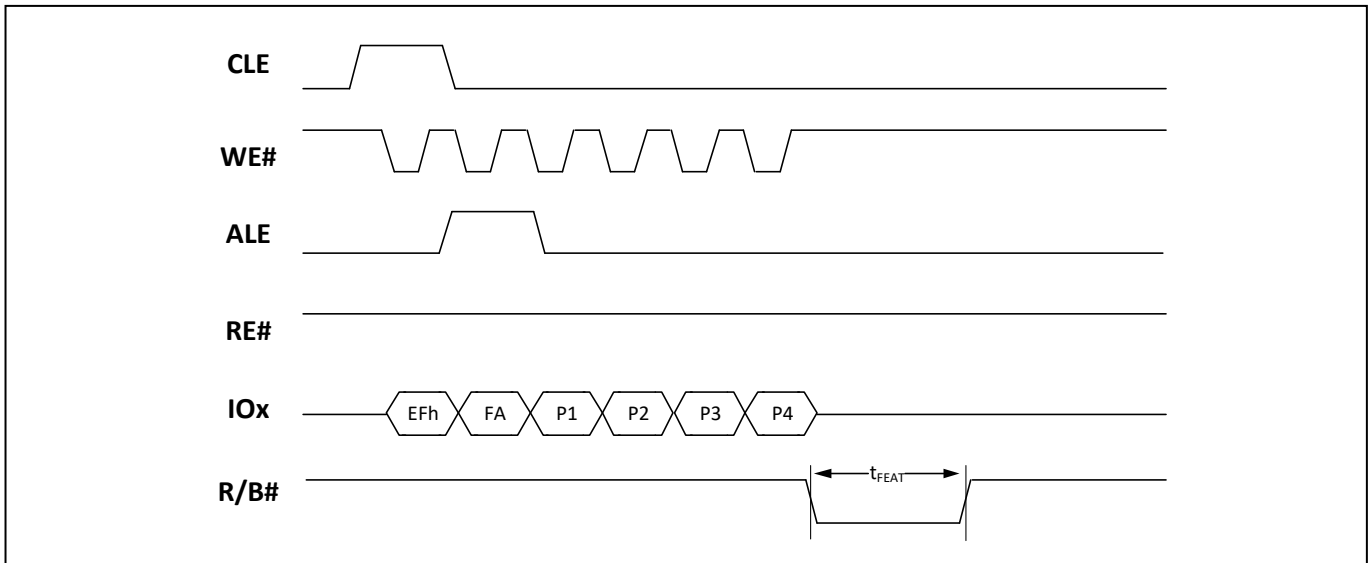 CLE
WE#
ALE
RE#
IOx EFh FA P1 P2 P3 P4
R/B# tFEAT